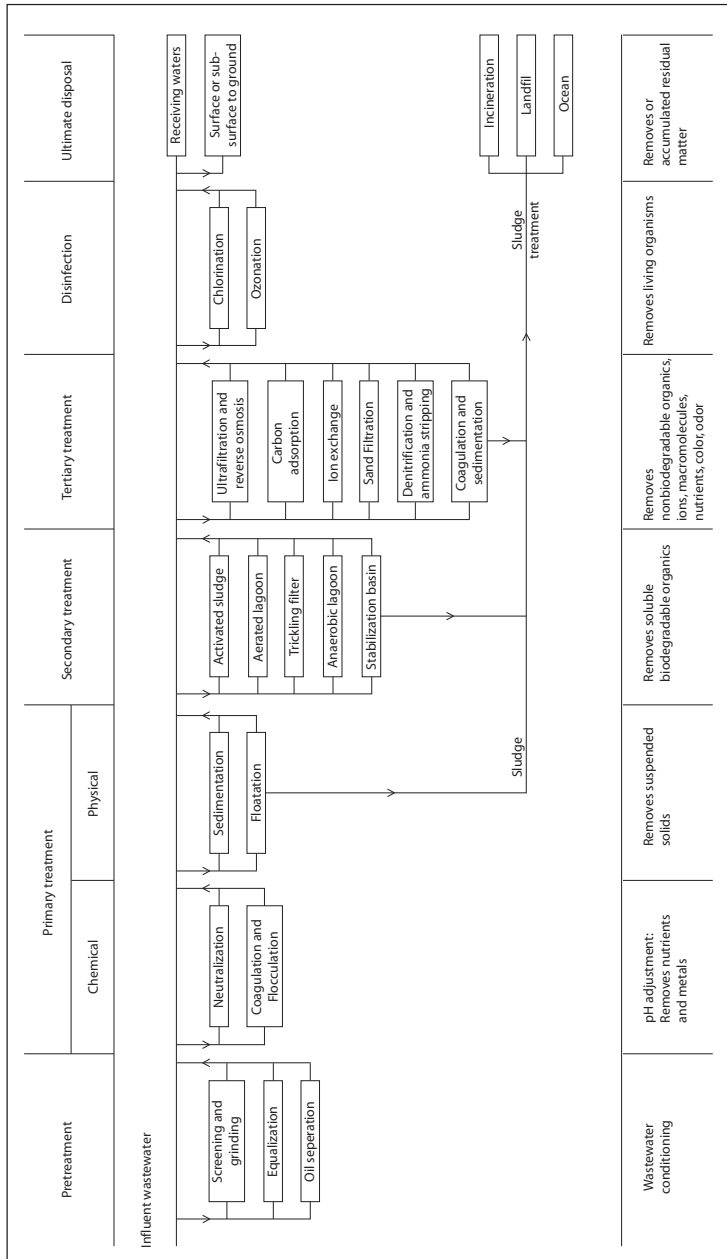 Pretreatment
Primary treatment
Chemical
Physical
Secondary treatment
Tertiary treatment
Disinfection
Ultimate disposal
Influent wastewater
Screening and
grinding
Equalization
Oil seperation
Neutralization
Coagulation and
Flocculation
Sedimentation
Floatation
Activated sludge
Aerated lagoon
Trickling filter
Anaerobic lagoon
Stabilization basin
Ultrafiltration and
reverse osmosis
Carbon
adsorption
Ion exchange
Sand Filtration
Denitrification and
ammonia stripping
Coagulation and
sedimentation
Chlorination
Ozonation
Receiving waters
Surface or sub-
surface to ground
Sludge
Sludge
treatment
Incineration
Landfil
Ocean
Wastewater
conditioning
pH adjustment:
Removes nutrients
and metals
Removes suspended
solids
Removes soluble
biodegradable organics
Removes
nonbiodegradable organics,
ions, macromolecules,
nutrients, color, odor
Removes living organisms
Removes or
accumulated residual
matter